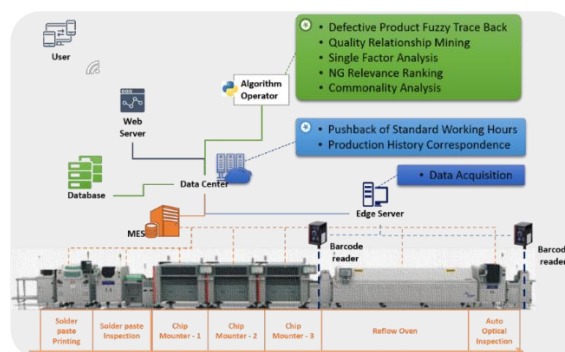 User
Algorithm
Operator
• Defective Product Fuzzy Trace Back
• Quality Relationship Mining
• Single Factor Analysis
• NG Relevance Ranking
• Commonality Analysis
Web
Server
• Pushback of Standard Working Hours
• Production History Correspondence
Data Center
• Data Acquisition
Database
Edge Server
MES
Barcode
reader
Barcode
reader
Solder
paste
Printing
Solder paste
Inspection
Chip
Mounter - 1
Chip
Mounter - 2
Chip
Mounter - 3
Reflow Oven
Auto
Optical
Inspection